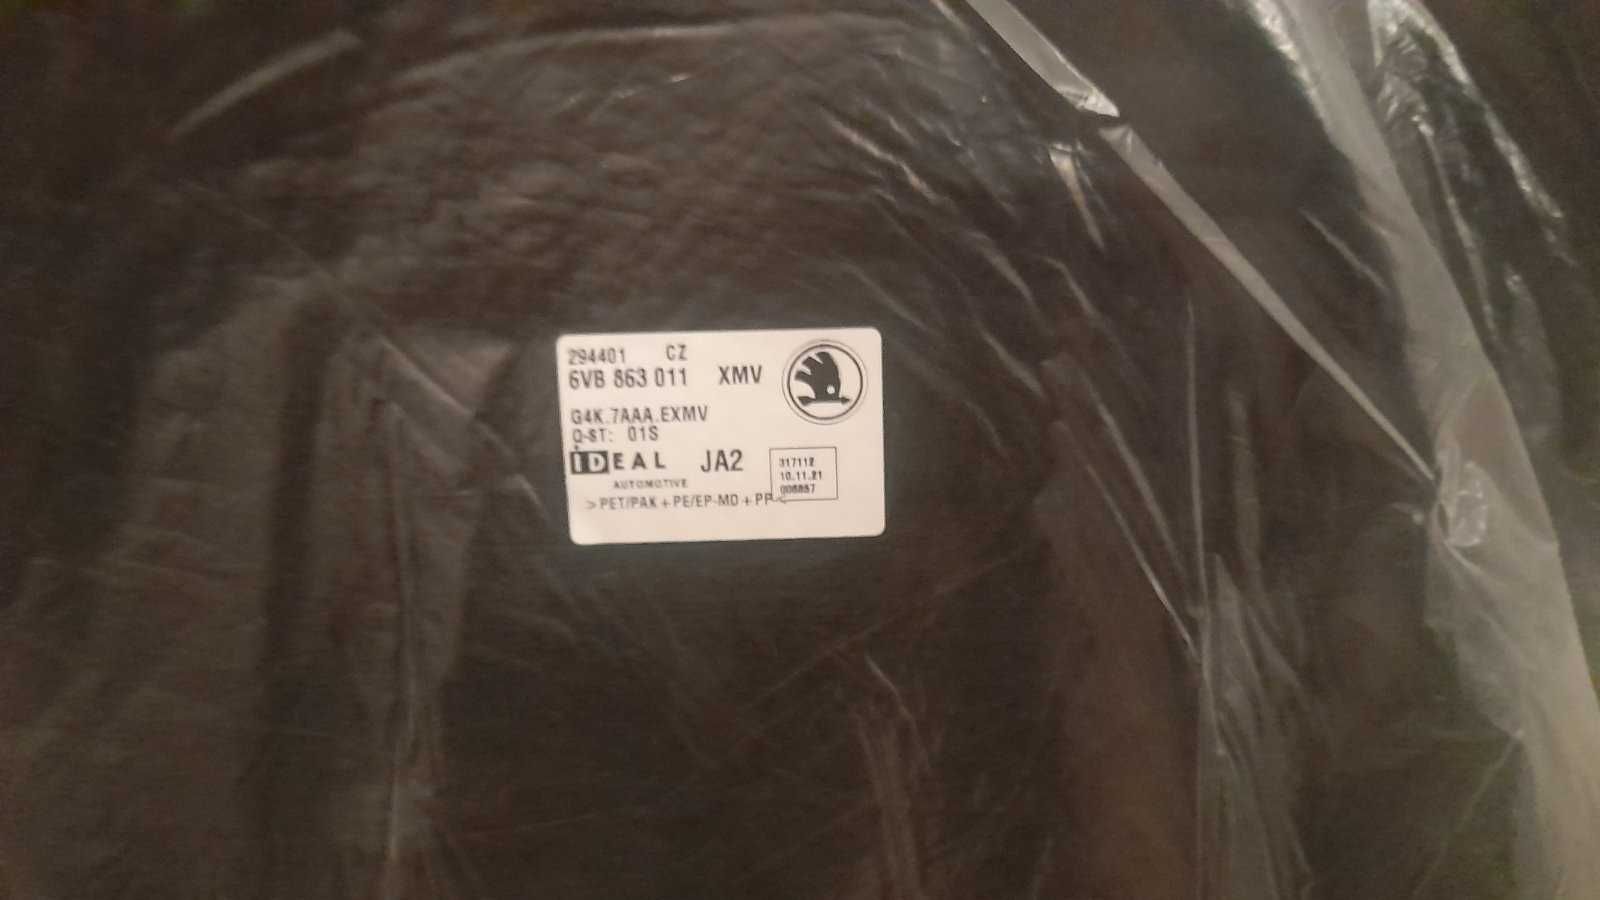 294401 CZ
6VB 863 011 XMV
G4K.7AAA.EXMV
Q-ST: 01S
iDEAL JA2
AUTOMOTIVE
317112
10.11.21
006857
>PET/PAK+PE/EP-MD+PP<